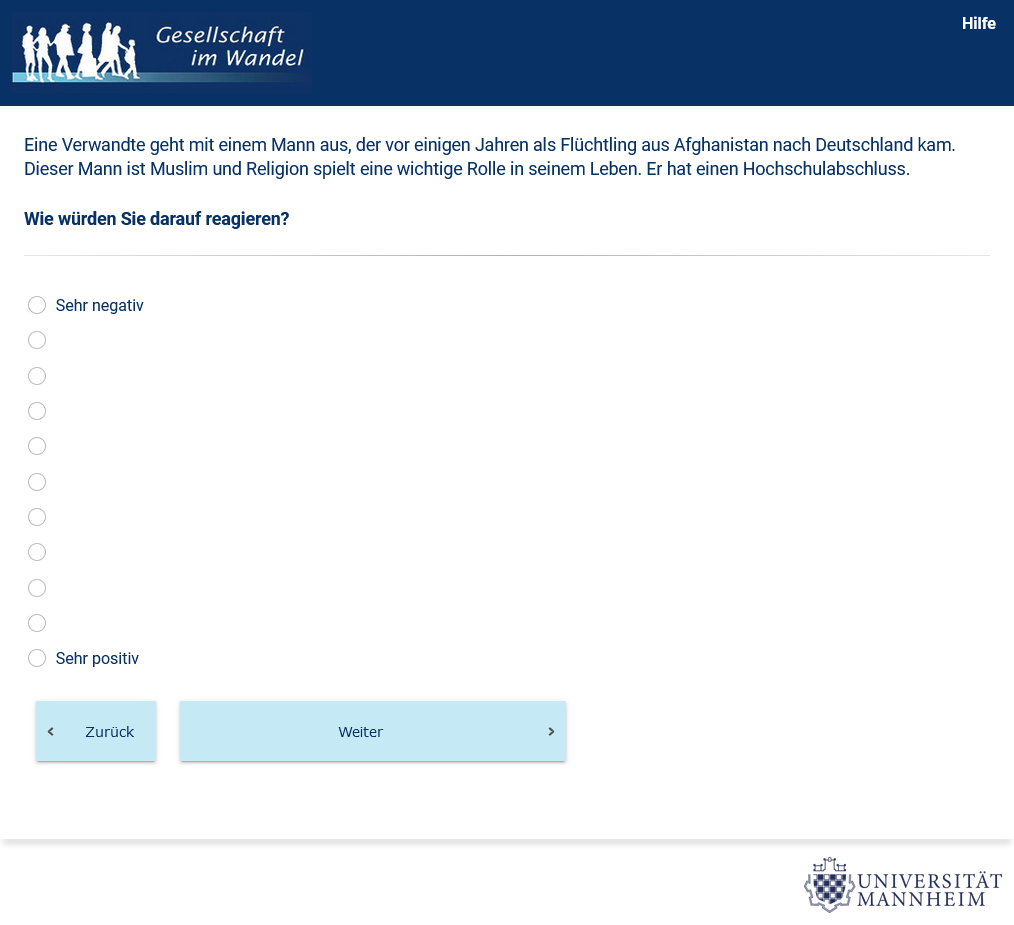 Gesellschaft
im Wandel
Hilfe
Eine Verwandte geht mit einem Mann aus, der vor einigen Jahren als Flüchtling aus Afghanistan nach Deutschland kam.
Dieser Mann ist Muslim und Religion spielt eine wichtige Rolle in seinem Leben. Er hat einen Hochschulabschluss.
Wie würden Sie darauf reagieren?
Sehr negativ
Sehr positiv
Zurück
Weiter
UNIVERSITÄT
MANNHEIM